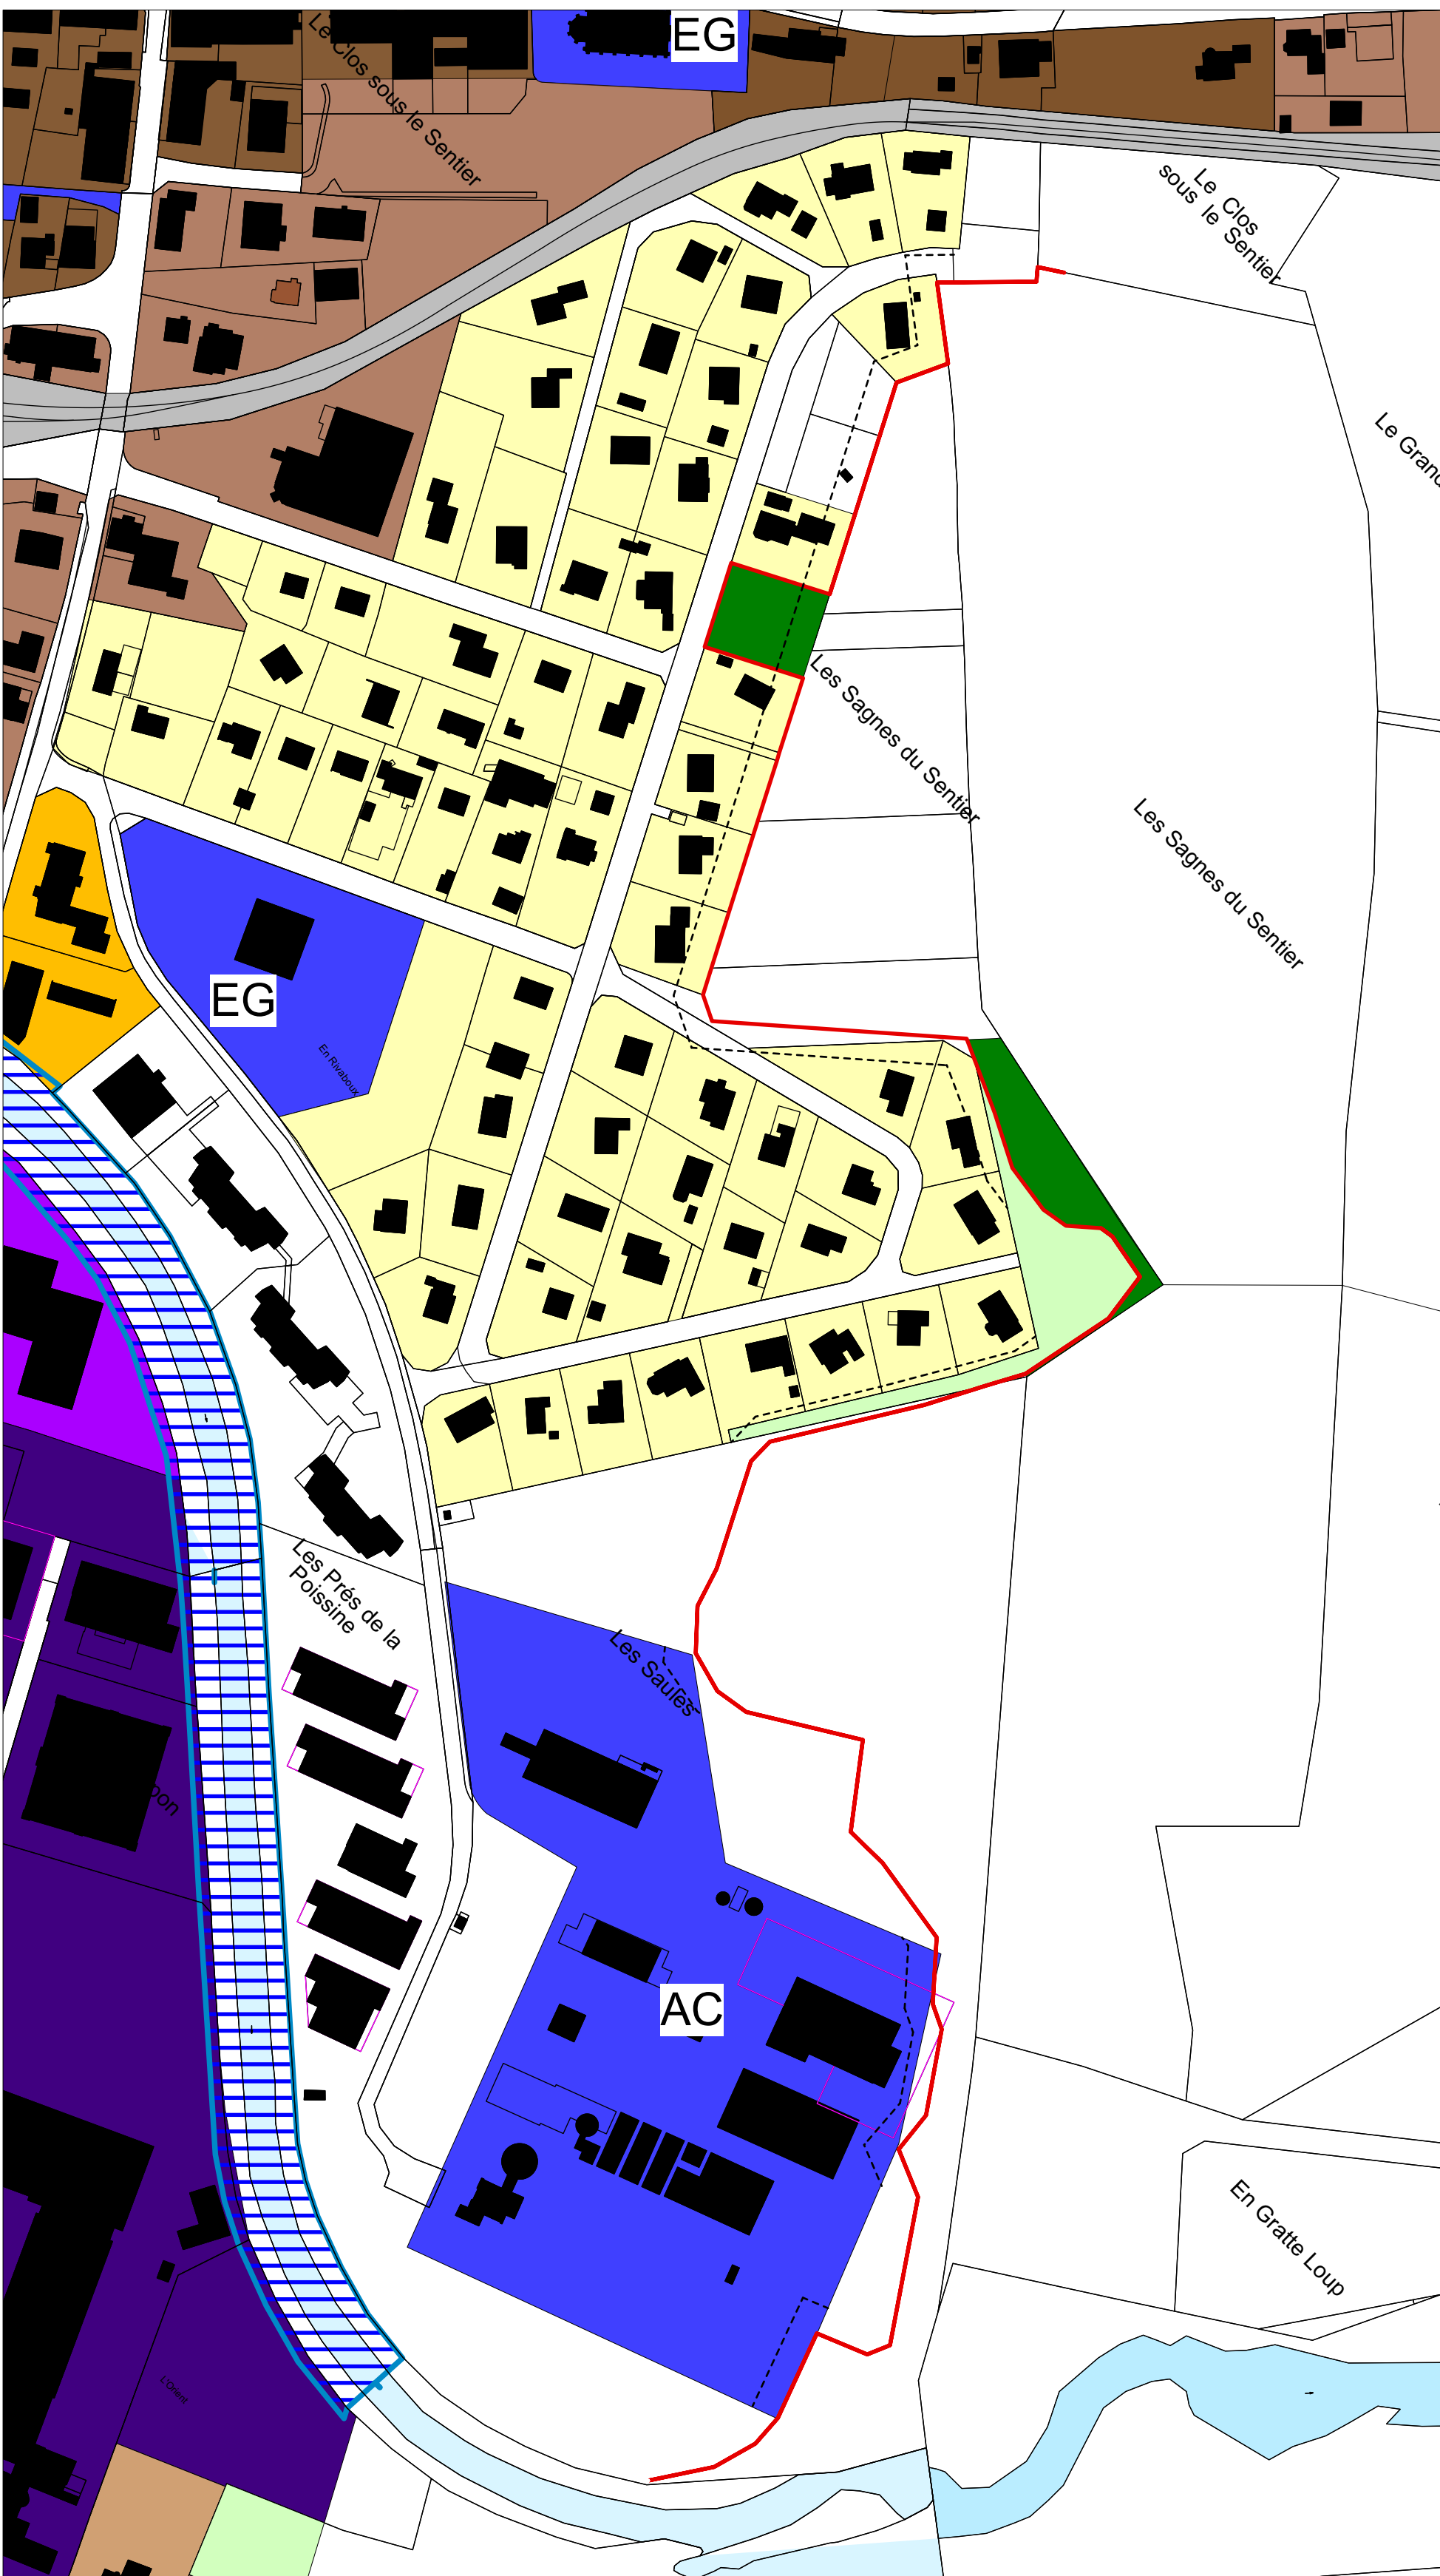 EG
Le Clos sous le Sentier
Le Clos
sous le Sentier
Le Grand
Les Sagnes du Sentier
Les Sagnes du Sentier
EG
En Rivaboux
Les Prés de la
Poissine
Les Saules
AC
En Gratte Loup
L'Orient